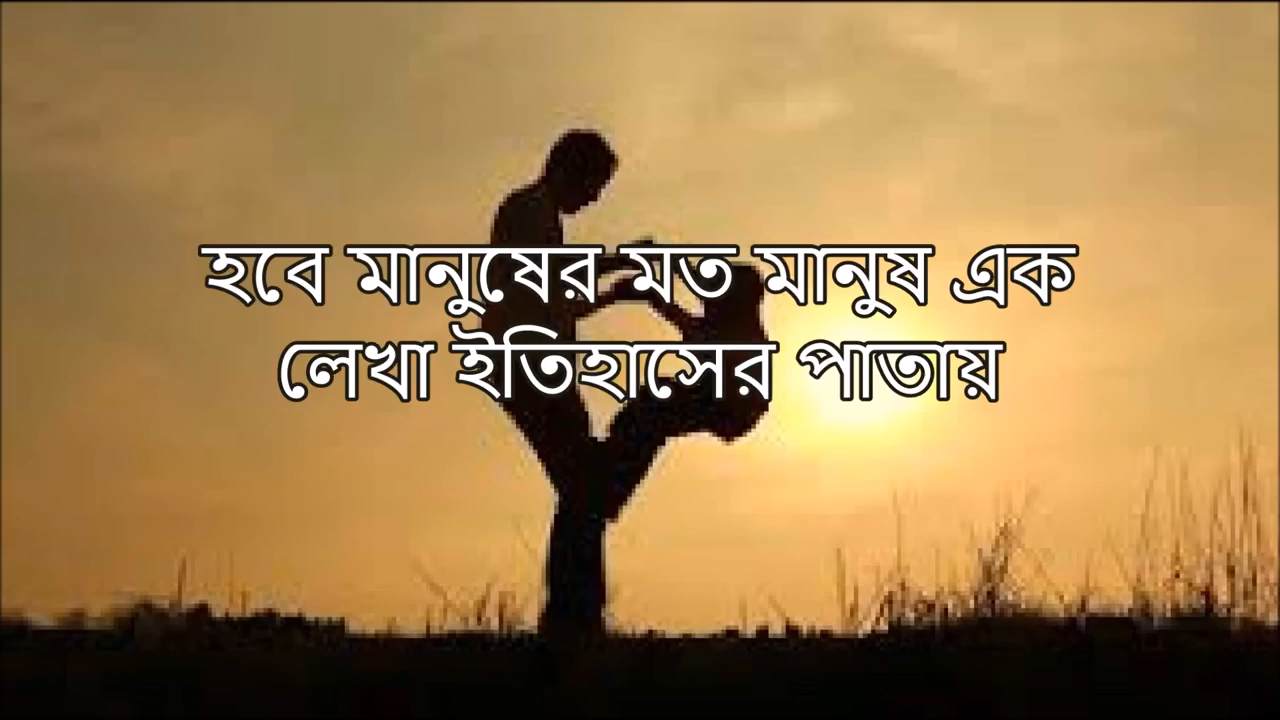 হবে মানুষের মত মানুষ এক
লেখা ইতিহাসের পাতায়